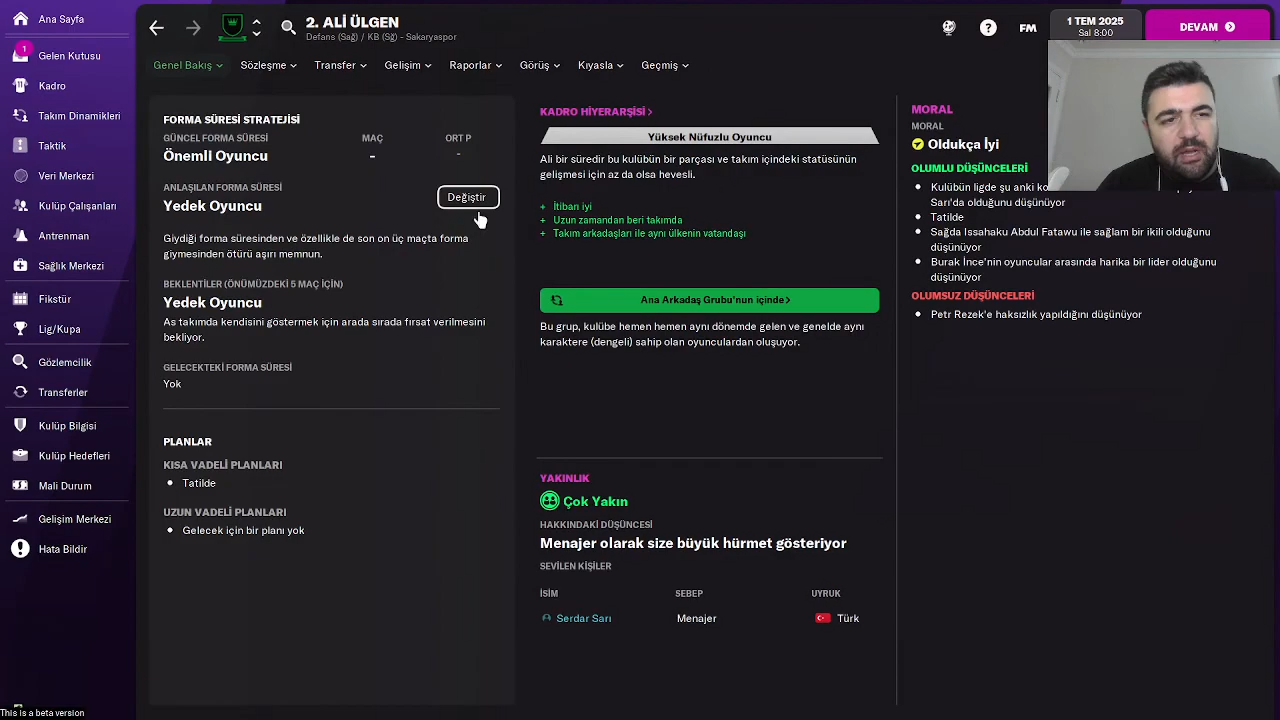 Ana Sayfa
1
Gelen Kutusu
Kadro
Takım Dinamikleri
Taktik
Veri Merkezi
Kulüp Çalışanları
Antrenman
Sağlık Merkezi
Fikstür
Lig/Kupa
Gözlemcilik
Transferler
Kulüp Bilgisi
Kulüp Hedefleri
Mali Durum
Gelişim Merkezi
Hata Bildir
This is a beta version
2. ALİ ÜLGEN
Defans (Sağ) / KB (Sğ) - Sakaryaspor
FM
1 TEM 2025
Sal 8:00
DEVAM
Genel Bakış Sözleşme Transfer Gelişim Raporlar Görüş Kıyasla Geçmiş
FORMA SÜRESİ STRATEJİSİ
GÜNCEL FORMA SÜRESİ MAÇ ORT P
Önemli Oyuncu - -
ANLAŞILAN FORMA SÜRESİ
Yedek Oyuncu
Değiştir
Giydiği forma süresinden ve özellikle de son on üç maçta forma
giymesinden ötürü aşırı memnun.
BEKLENTİLER (ÖNÜMÜZDEKİ 5 MAÇ İÇİN)
Yedek Oyuncu
As takımda kendisini göstermek için arada sırada fırsat verilmesini
bekliyor.
GELECEKTEKİ FORMA SÜRESİ
Yok
PLANLAR
KISA VADELİ PLANLARI
Tatilde
UZUN VADELİ PLANLARI
Gelecek için bir planı yok
KADRO HİYERARŞİSİ
Yüksek Nüfuzlu Oyuncu
Ali bir süredir bu kulübün bir parçası ve takım içindeki statüsünün
gelişmesi için az da olsa hevesli.
+ İtibarı iyi
+ Uzun zamandan beri takımda
+ Takım arkadaşları ile aynı ülkenin vatandaşı
Ana Arkadaş Grubu'nun içinde
Bu grup, kulübe hemen hemen aynı dönemde gelen ve genelde aynı
karaktere (dengeli) sahip olan oyunculardan oluşuyor.
YAKINLIK
Çok Yakın
HAKKINDAKİ DÜŞÜNCESİ
Menajer olarak size büyük hürmet gösteriyor
SEVİLEN KİŞİLER
İSİM SEBEP UYRUK
Serdar Sarı Menajer Türk
MORAL
MORAL
Oldukça İyi
OLUMLU DÜŞÜNCELERİ
Kulübün ligde şu anki ko
Sarı'da olduğunu düşünüyor
Tatilde
Sağda Issahaku Abdul Fatawu ile sağlam bir ikili olduğunu
düşünüyor
Burak İnce'nin oyuncular arasında harika bir lider olduğunu
düşünüyor
OLUMSUZ DÜŞÜNCELERİ
Petr Rezek'e haksızlık yapıldığını düşünüyor